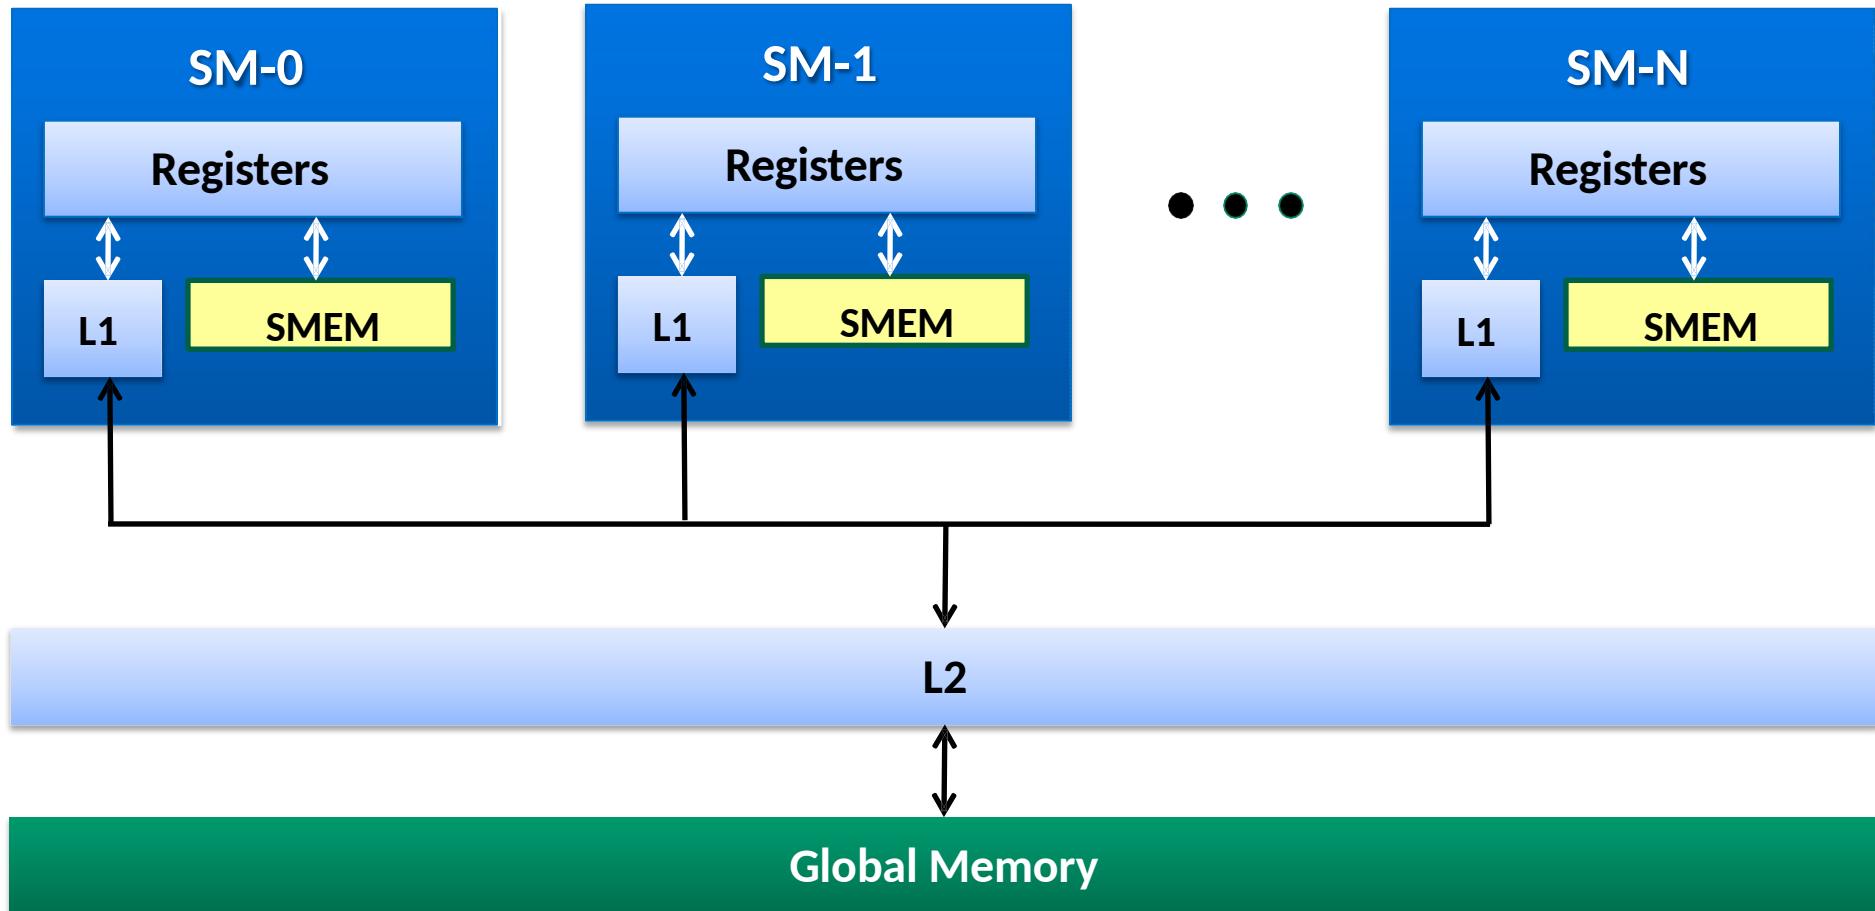 SM-0
SM-1
SM-N
Registers
Registers
Registers
L1
SMEM
L1
SMEM
L1
SMEM
L2
Global Memory